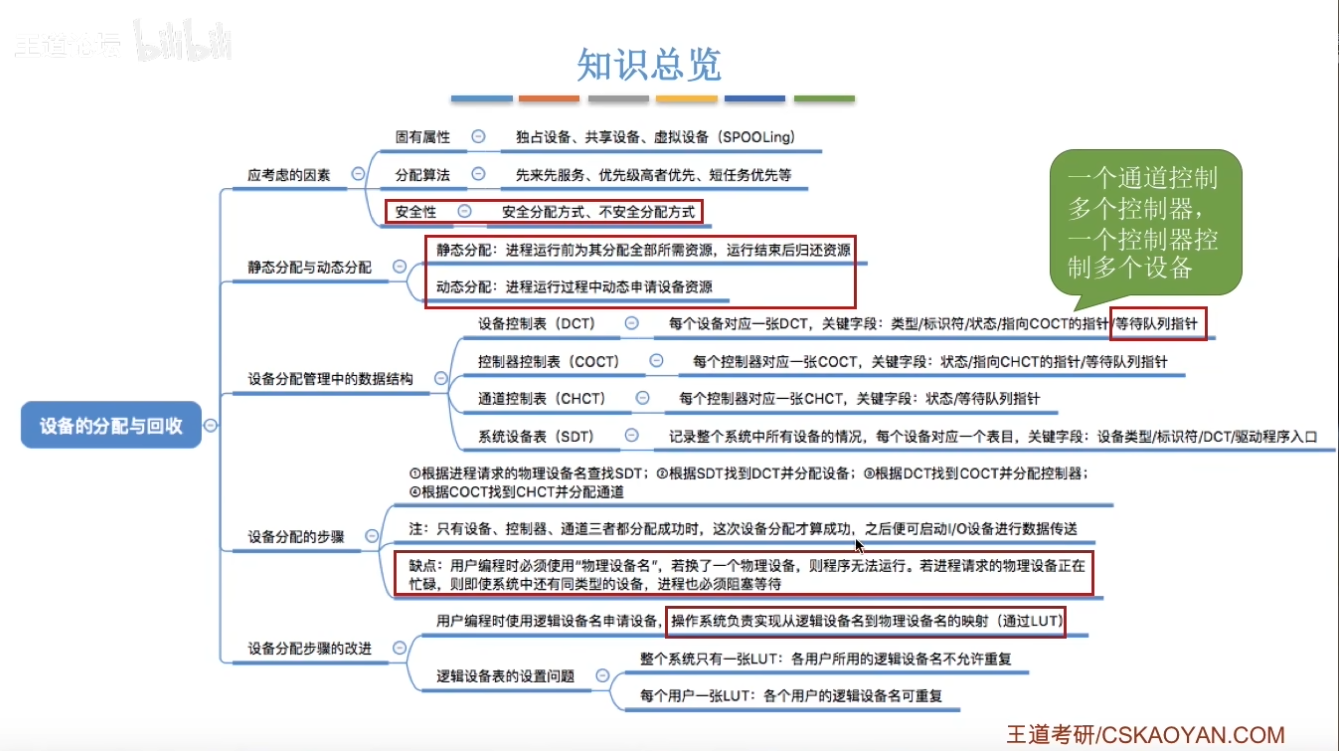 王道论坛 bilibili
知识总览
固有属性
独占设备、共享设备、虚拟设备（SPOOLing）
应考虑的因素
分配算法
先来先服务、优先级高者优先、短任务优先等
安全性
安全分配方式、不安全分配方式
一个通道控制
多个控制器，
一个控制器控
制多个设备
静态分配与动态分配
静态分配：进程运行前为其分配全部所需资源，运行结束后归还资源
动态分配：进程运行过程中动态申请设备资源
设备控制表（DCT）
每个设备对应一张DCT，关键字段：类型/标识符/状态/指向COCT的指针/等待队列指针
控制器控制表（COCT）
每个控制器对应一张COCT，关键字段：状态/指向CHCT的指针/等待队列指针
设备分配管理中的数据结构
通道控制表（CHCT）
每个控制器对应一张CHCT，关键字段：状态/等待队列指针
设备的分配与回收
系统设备表（SDT）
记录整个系统中所有设备的情况，每个设备对应一个表目，关键字段：设备类型/标识符/DCT/驱动程序入口
①根据进程请求的物理设备名查找SDT；②根据SDT找到DCT并分配设备；③根据DCT找到COCT并分配控制器；
④根据COCT找到CHCT并分配通道
设备分配的步骤
注：只有设备、控制器、通道三者都分配成功时，这次设备分配才算成功，之后便可启动I/O设备进行数据传送
缺点：用户编程时必须使用“物理设备名”，若换了一个物理设备，则程序无法运行。若进程请求的物理设备正在
忙碌，则即使系统中还有同类型的设备，进程也必须阻塞等待
用户编程时使用逻辑设备名申请设备，操作系统负责实现从逻辑设备名到物理设备名的映射（通过LUT）
设备分配步骤的改进
逻辑设备表的设置问题
整个系统只有一张LUT：各用户所用的逻辑设备名不允许重复
每个用户一张LUT：各个用户的逻辑设备名可重复
王道考研/CSKAOYAN.COM